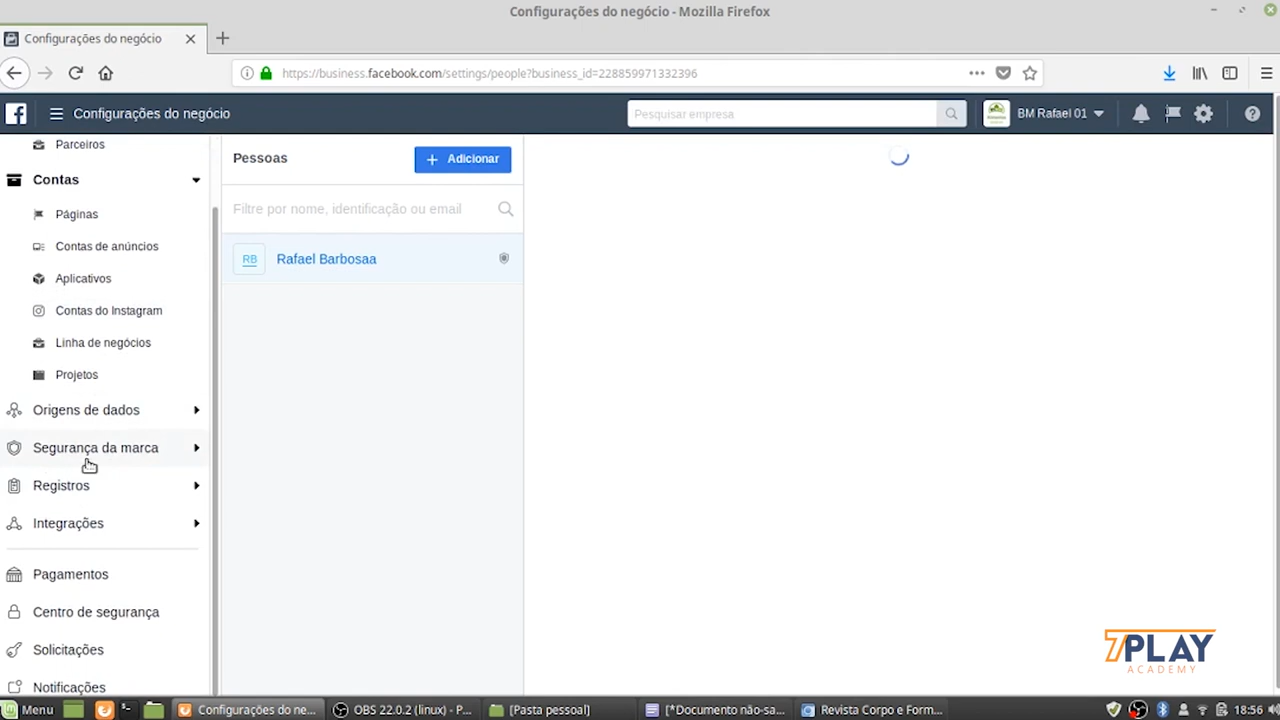 Configurações do negócio - Mozilla Firefox
Configurações do negócio
https://business.facebook.com/settings/people?business_id=228859971332396
Configurações do negócio
Pesquisar empresa
BM Rafael 01
Parceiros
Contas
Páginas
Contas de anúncios
Aplicativos
Contas do Instagram
Linha de negócios
Projetos
Origens de dados
Segurança da marca
Registros
Integrações
Pagamentos
Centro de segurança
Solicitações
Notificações
Pessoas
+ Adicionar
Filtre por nome, identificação ou email
RB Rafael Barbosaa
7PLAY
ACADEMY
Menu
Configurações do ne...
OBS 22.0.2 (linux) - P...
[Pasta pessoal]
[*Documento não-sa...
Revista Corpo e Form...
18:56